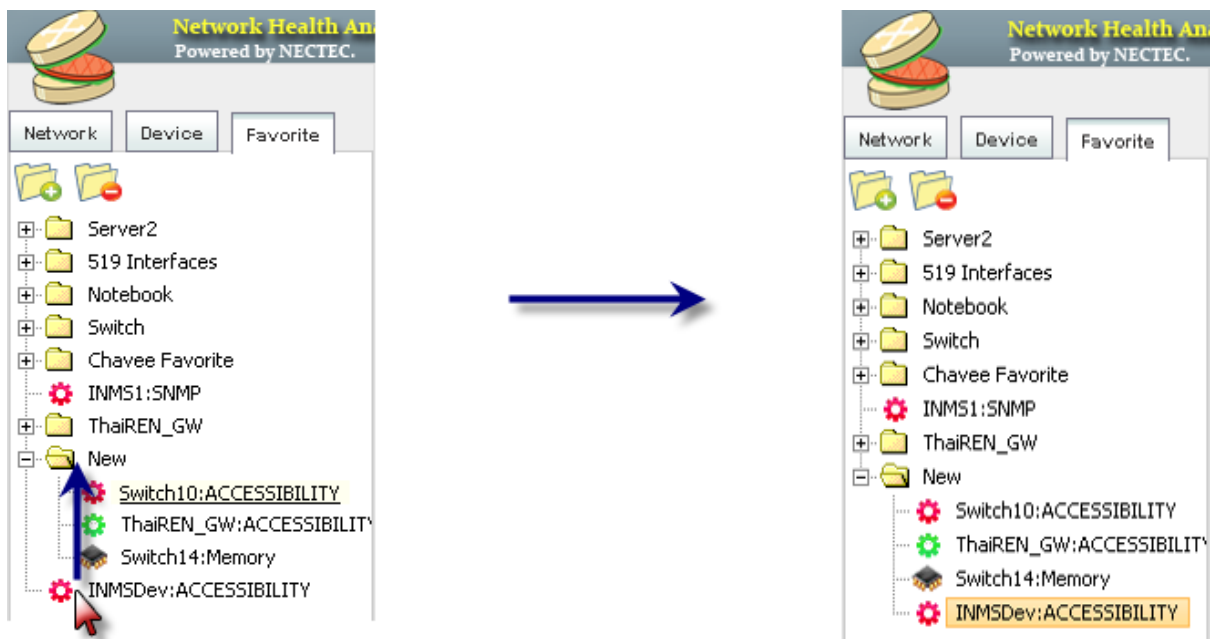 Network Health An
Powered by NECTEC.
Network Device Favorite
Server2
519 Interfaces
Notebook
Switch
Chavee Favorite
INMS1:SNMP
ThaiREN_GW
New
Switch10:ACCESSIBILITY
ThaiREN_GW:ACCESSIBILITY
Switch14:Memory
INMSDev:ACCESSIBILITY
Network Health An
Powered by NECTEC.
Network Device Favorite
Server2
519 Interfaces
Notebook
Switch
Chavee Favorite
INMS1:SNMP
ThaiREN_GW
New
Switch10:ACCESSIBILITY
ThaiREN_GW:ACCESSIBILITY
Switch14:Memory
INMSDev:ACCESSIBILITY